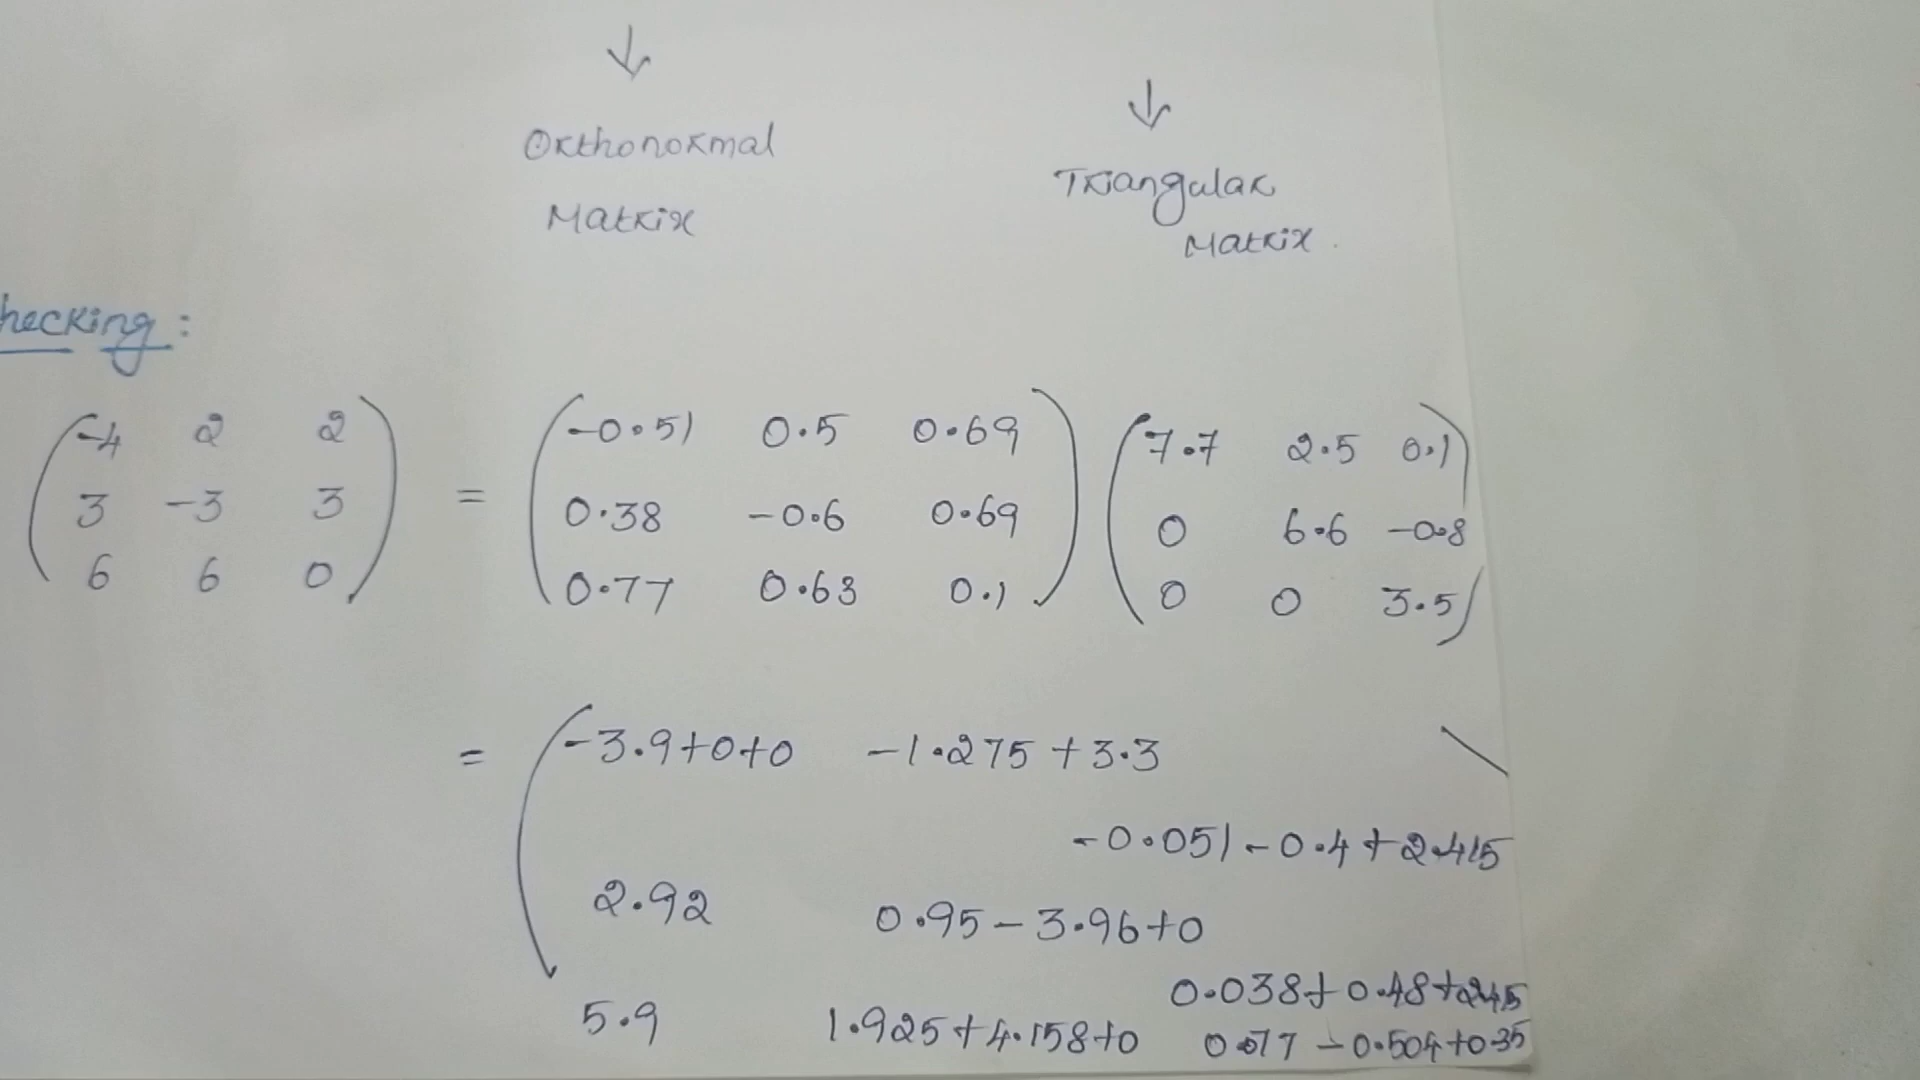 Orthonormal
Matrix
Triangular
Matrix.
hecking:
-4 2 2
3 -3 3
6 6 0
=
-0.51 0.5 0.69
0.38 -0.6 0.69
0.77 0.63 0.1
7.7 2.5 0.1
0 6.6 -0.8
0 0 3.5
= -3.9+0+0 -1.275+3.3
-0.051-0.4+2.415
2.92 0.95-3.96+0
0.038+0.48+2.415
5.9 1.925+4.158+0 0.077-0.504+0.35